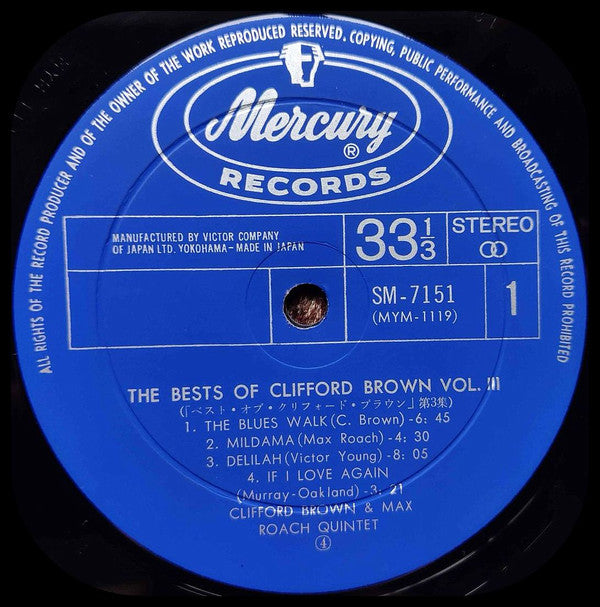 ALL RIGHTS OF THE RECORD PRODUCER AND OF THE OWNER OF THE WORK REPRODUCED RESERVED. COPYING, PUBLIC PERFORMANCE AND BROADCASTING OF THIS RECORD PROHIBITED
Mercury ®
RECORDS
MANUFACTURED BY VICTOR COMPANY
OF JAPAN LTD. YOKOHAMA-MADE IN JAPAN
33 1/3
STEREO
SM-7151
(MYM-1119)
1
THE BESTS OF CLIFFORD BROWN VOL. III
(「ベスト・オブ・クリフォード・ブラウン」第3集)
1. THE BLUES WALK (C. Brown) -6: 45
2. MILDAMA (Max Roach) -4: 30
3. DELILAH (Victor Young) -8: 05
4. IF I LOVE AGAIN
(Murray-Oakland) -3: 21
CLIFFORD BROWN & MAX
ROACH QUINTET
④